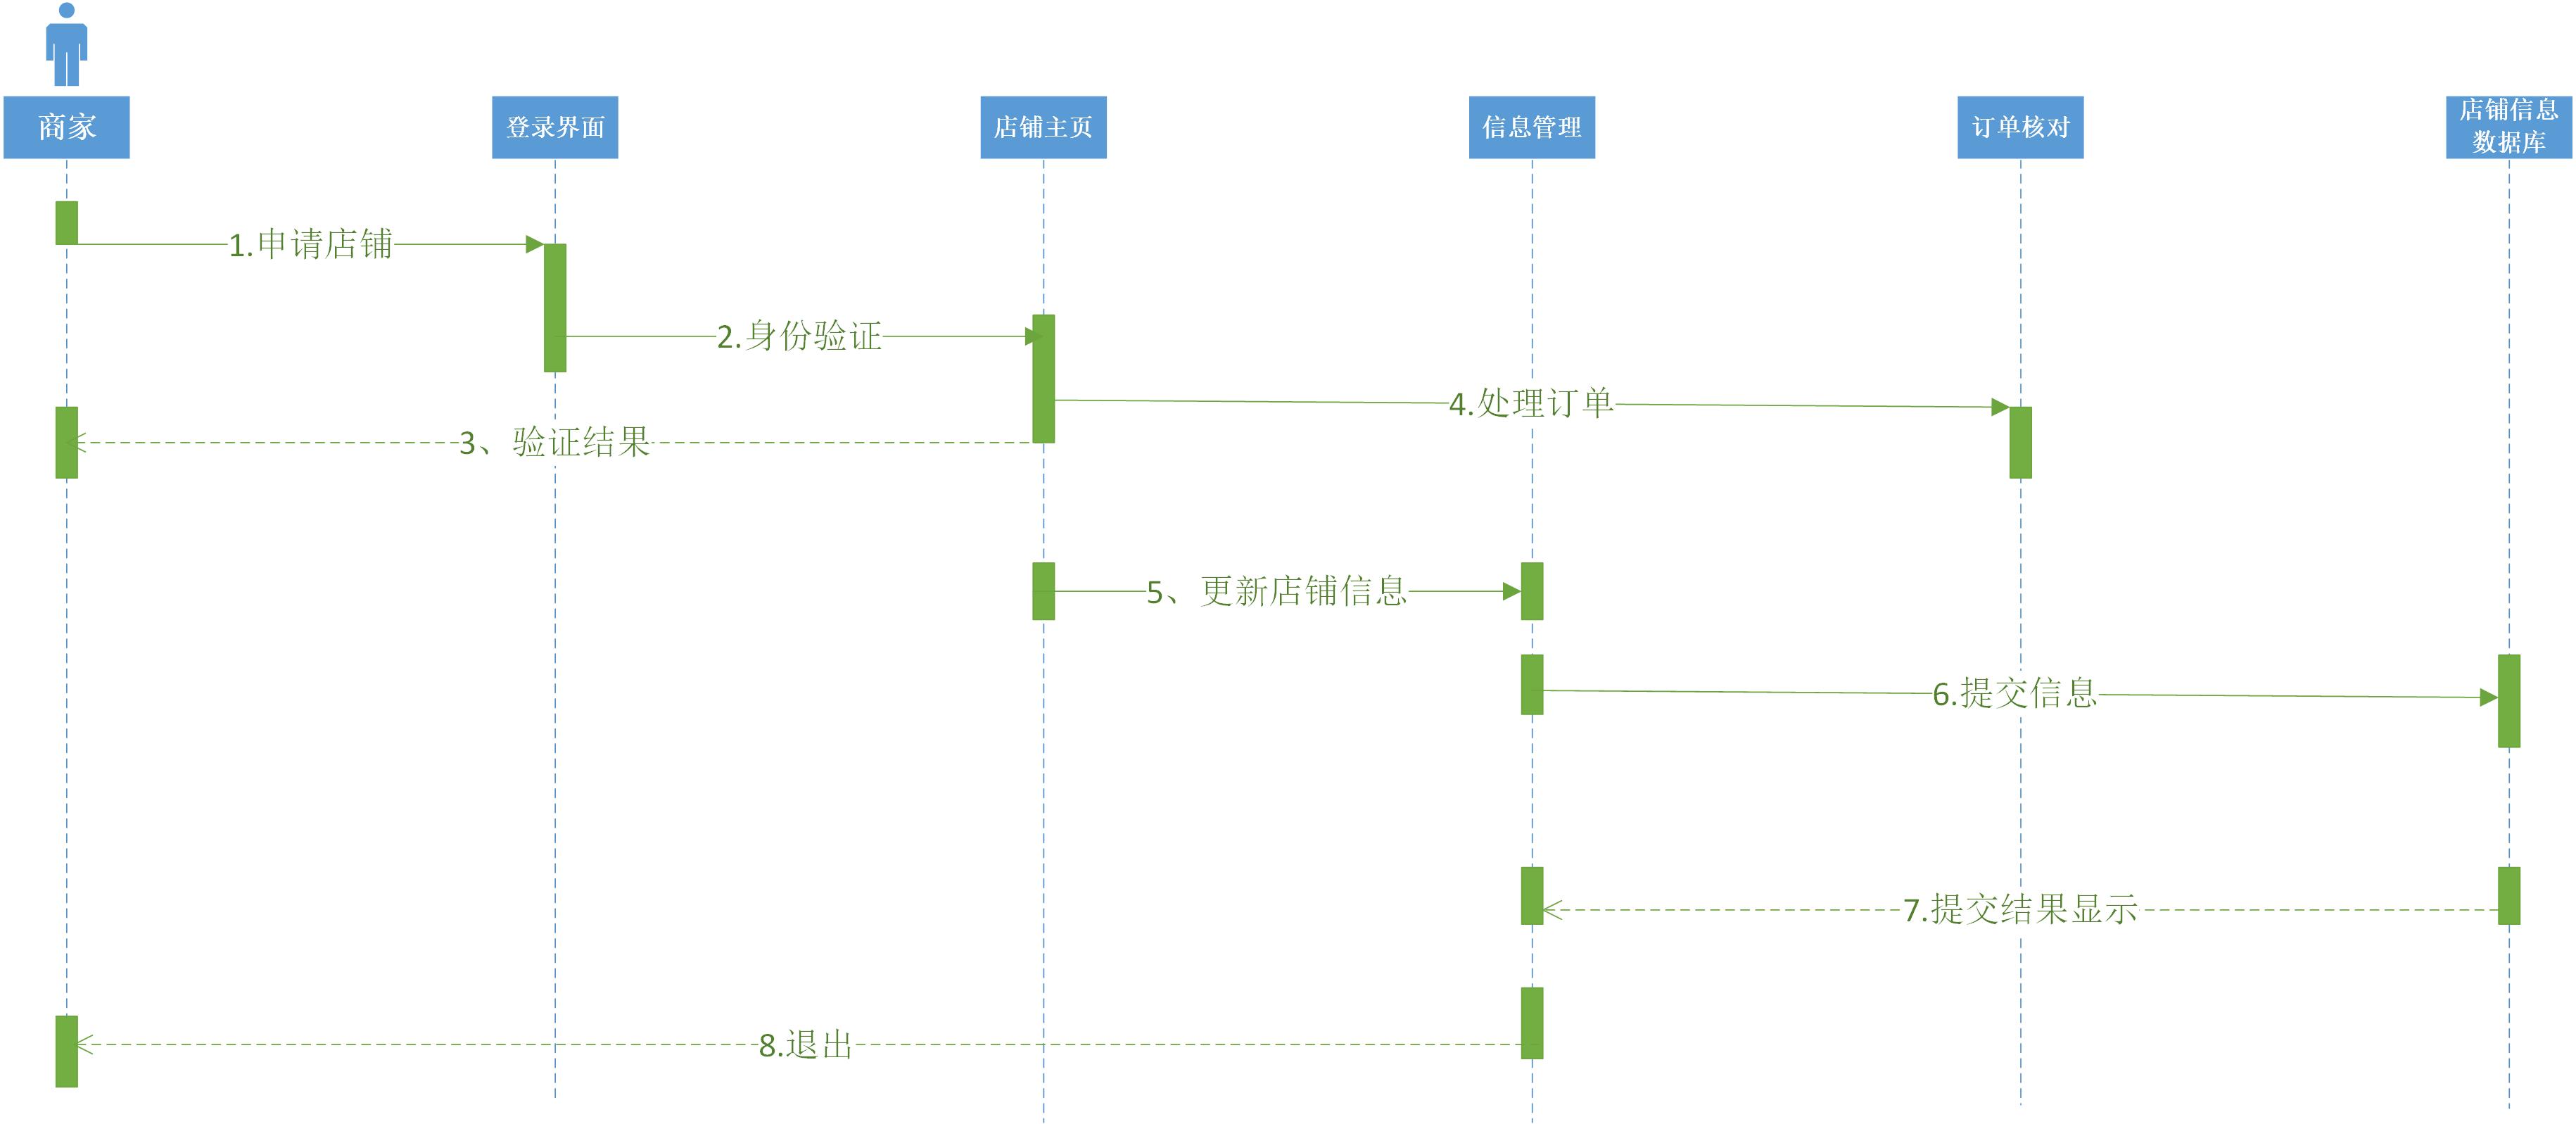 商家
登录界面
店铺主页
信息管理
订单核对
店铺信息
数据库
1.申请店铺
2.身份验证
4.处理订单
3、验证结果
5、更新店铺信息
6.提交信息
7.提交结果显示
8.退出